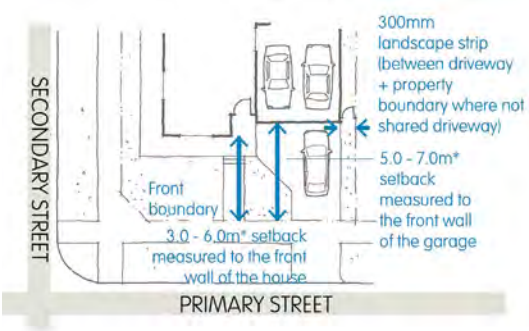 300mm
landscape strip
(between driveway
+ property
boundary where not
shared driveway)
SECONDARY STREET
5.0 - 7.0m*
setback
measured to
the front wall
of the garage
Front
boundary
3.0 - 6.0m* setback
measured to the front
wall of the house
PRIMARY STREET